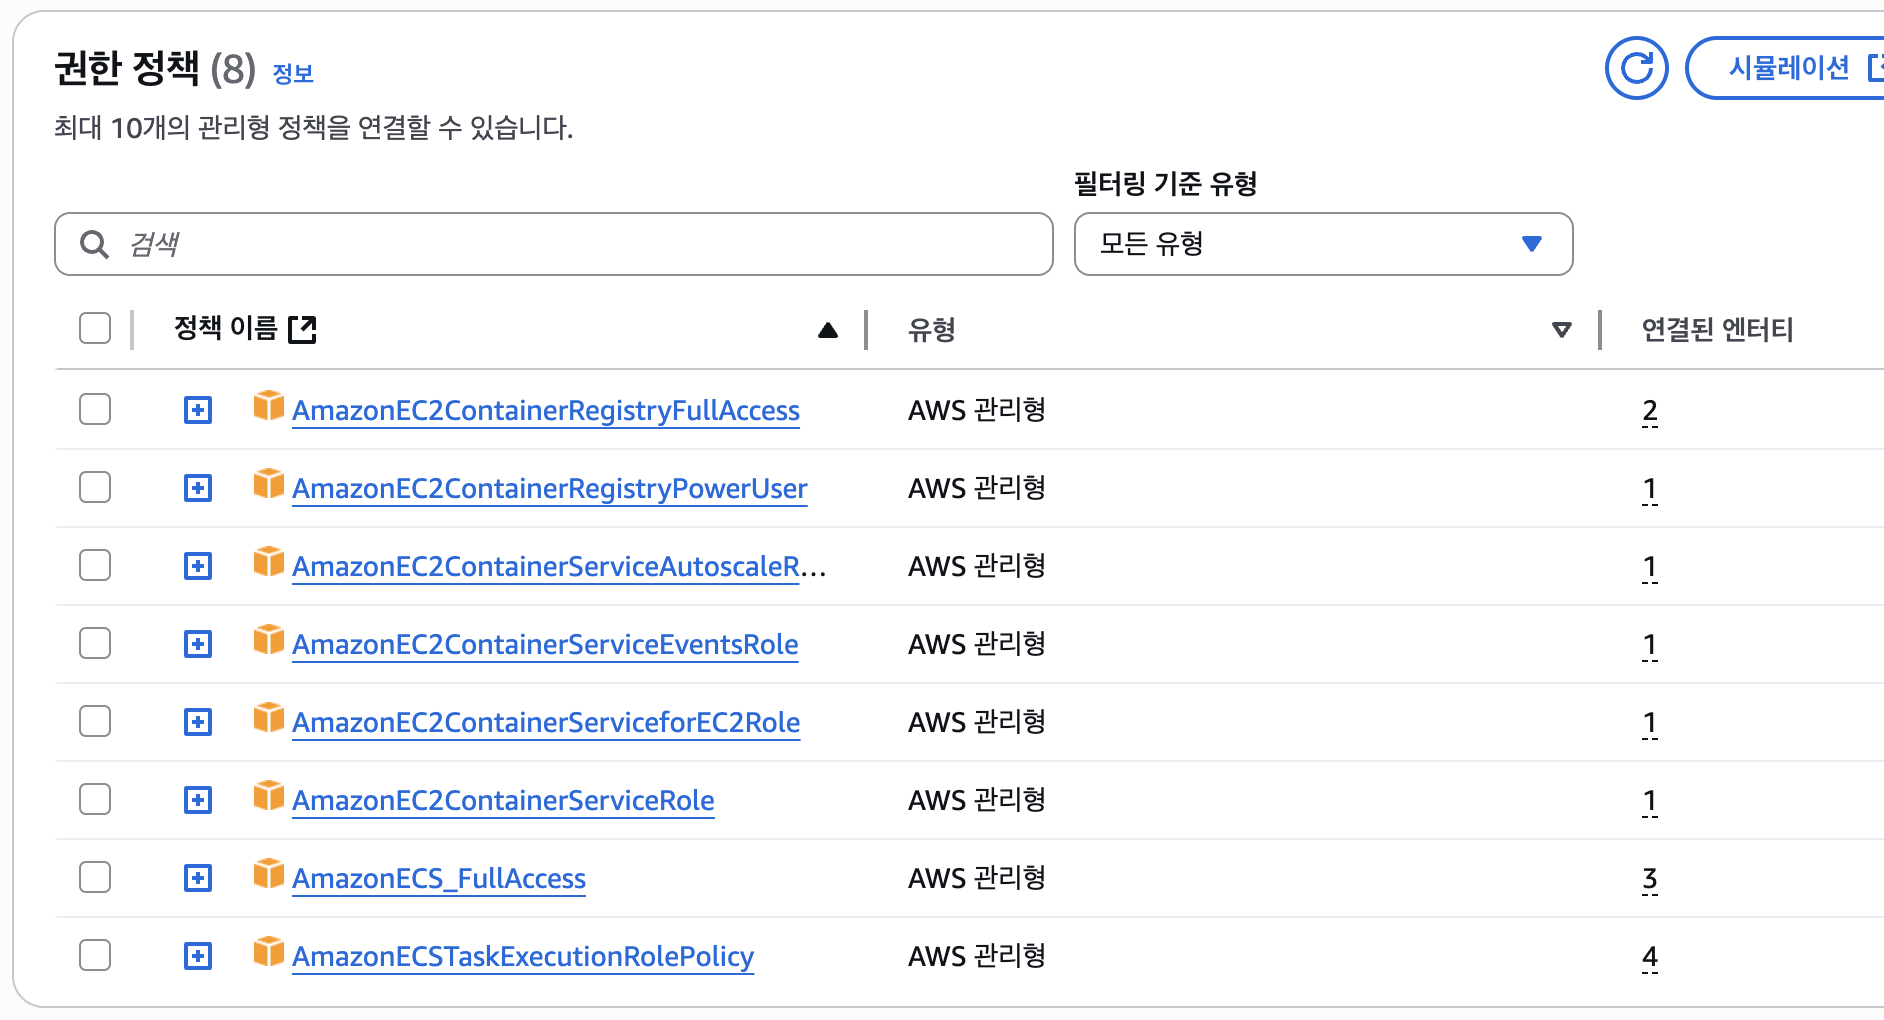 권한 정책 (8) 정보
시뮬레이션
최대 10개의 관리형 정책을 연결할 수 있습니다.
필터링 기준 유형
검색
모든 유형
정책 이름 유형 연결된 엔터티
AmazonEC2ContainerRegistryFullAccess AWS 관리형 2
AmazonEC2ContainerRegistryPowerUser AWS 관리형 1
AmazonEC2ContainerServiceAutoscaleR... AWS 관리형 1
AmazonEC2ContainerServiceEventsRole AWS 관리형 1
AmazonEC2ContainerServiceforEC2Role AWS 관리형 1
AmazonEC2ContainerServiceRole AWS 관리형 1
AmazonECS_FullAccess AWS 관리형 3
AmazonECSTaskExecutionRolePolicy AWS 관리형 4